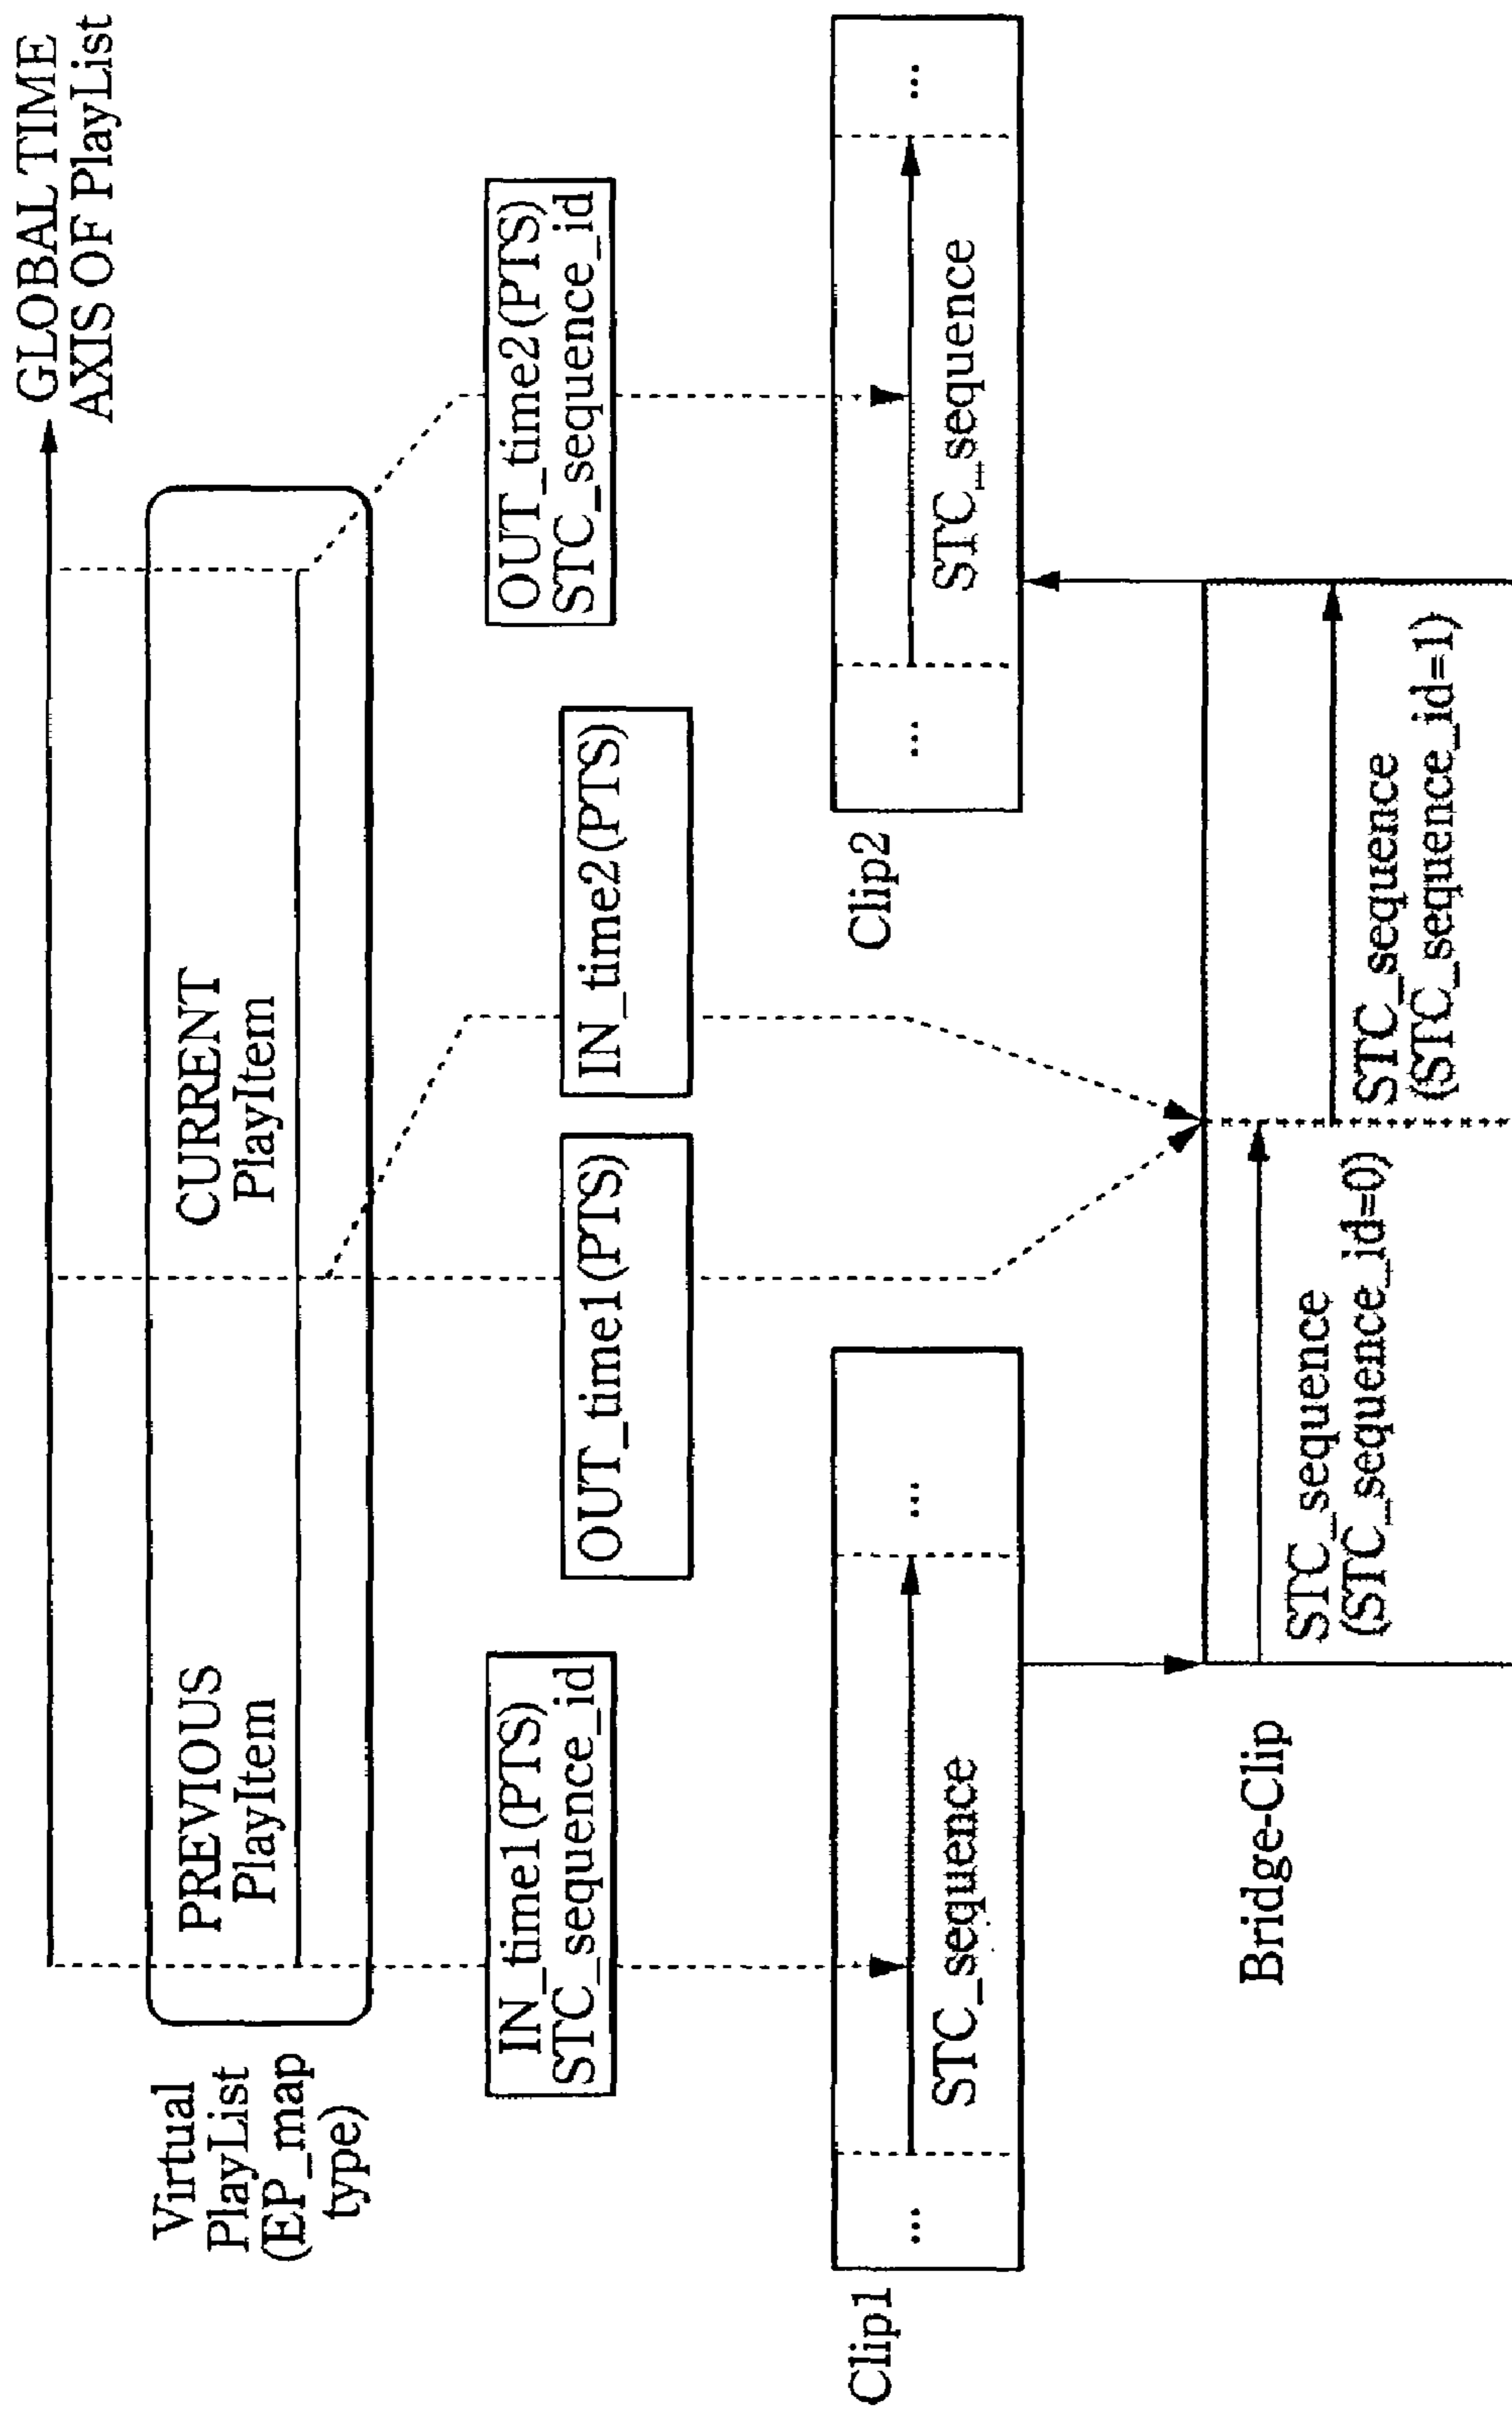 GLOBAL TIME
AXIS OF PlayList
Virtual
PlayList
(EP_map
type)
PREVIOUS
PlayItem
CURRENT
PlayItem
IN_time1(PTS)
STC_sequence_id
OUT_time1(PTS)
IN_time2(PTS)
OUT_time2(PTS)
STC_sequence_id
Clip1
...
STC_sequence
...
Clip2
...
STC_sequence
...
Bridge-Clip
STC_sequence
(STC_sequence_id=0)
STC_sequence
(STC_sequence_id=1)